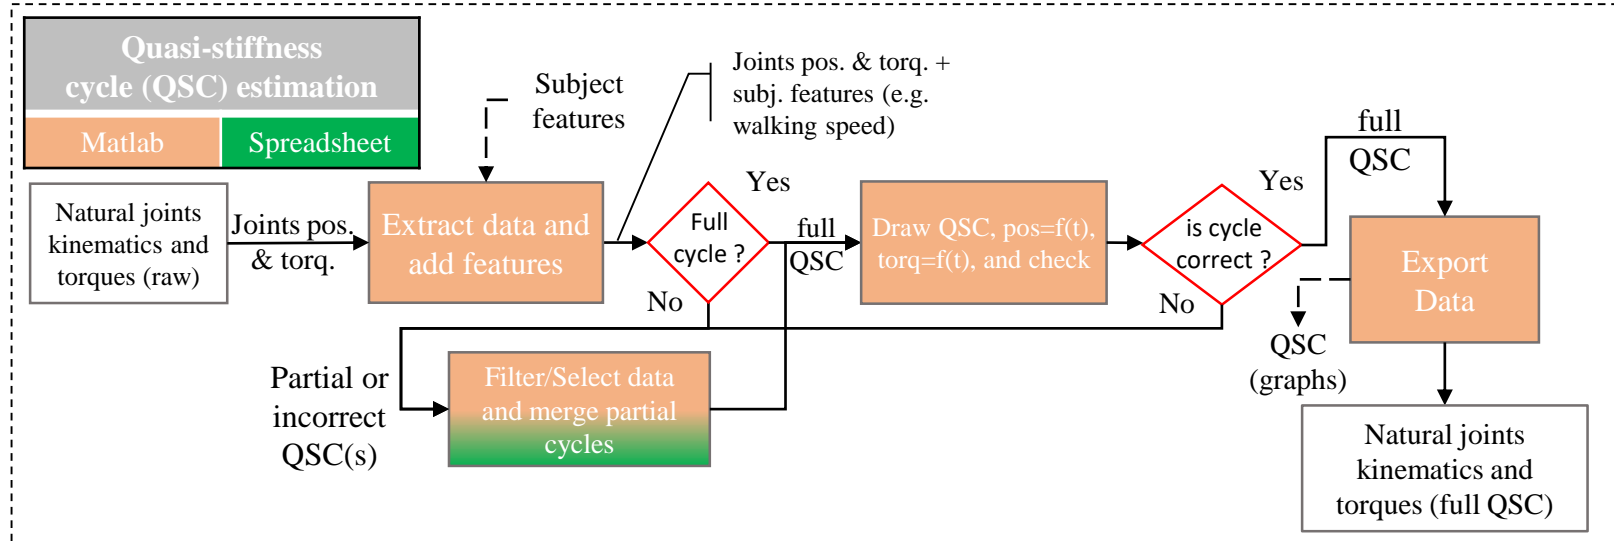 Quasi-stiffness
cycle (QSC) estimation
Matlab
Spreadsheet
Natural joints
kinematics and
torques (raw)
Joints pos.
& torq.
Subject
features
Extract data and
add features
Joints pos. & torq. +
subj. features (e.g.
walking speed)
Full
cycle ?
Yes
No
full
QSC
Draw QSC, pos=f(t),
torq=f(t), and check
is cycle
correct ?
Yes
No
full
QSC
Export
Data
QSC
(graphs)
Partial or
incorrect
QSC(s)
Filter/Select data
and merge partial
cycles
Natural joints
kinematics and
torques (full QSC)